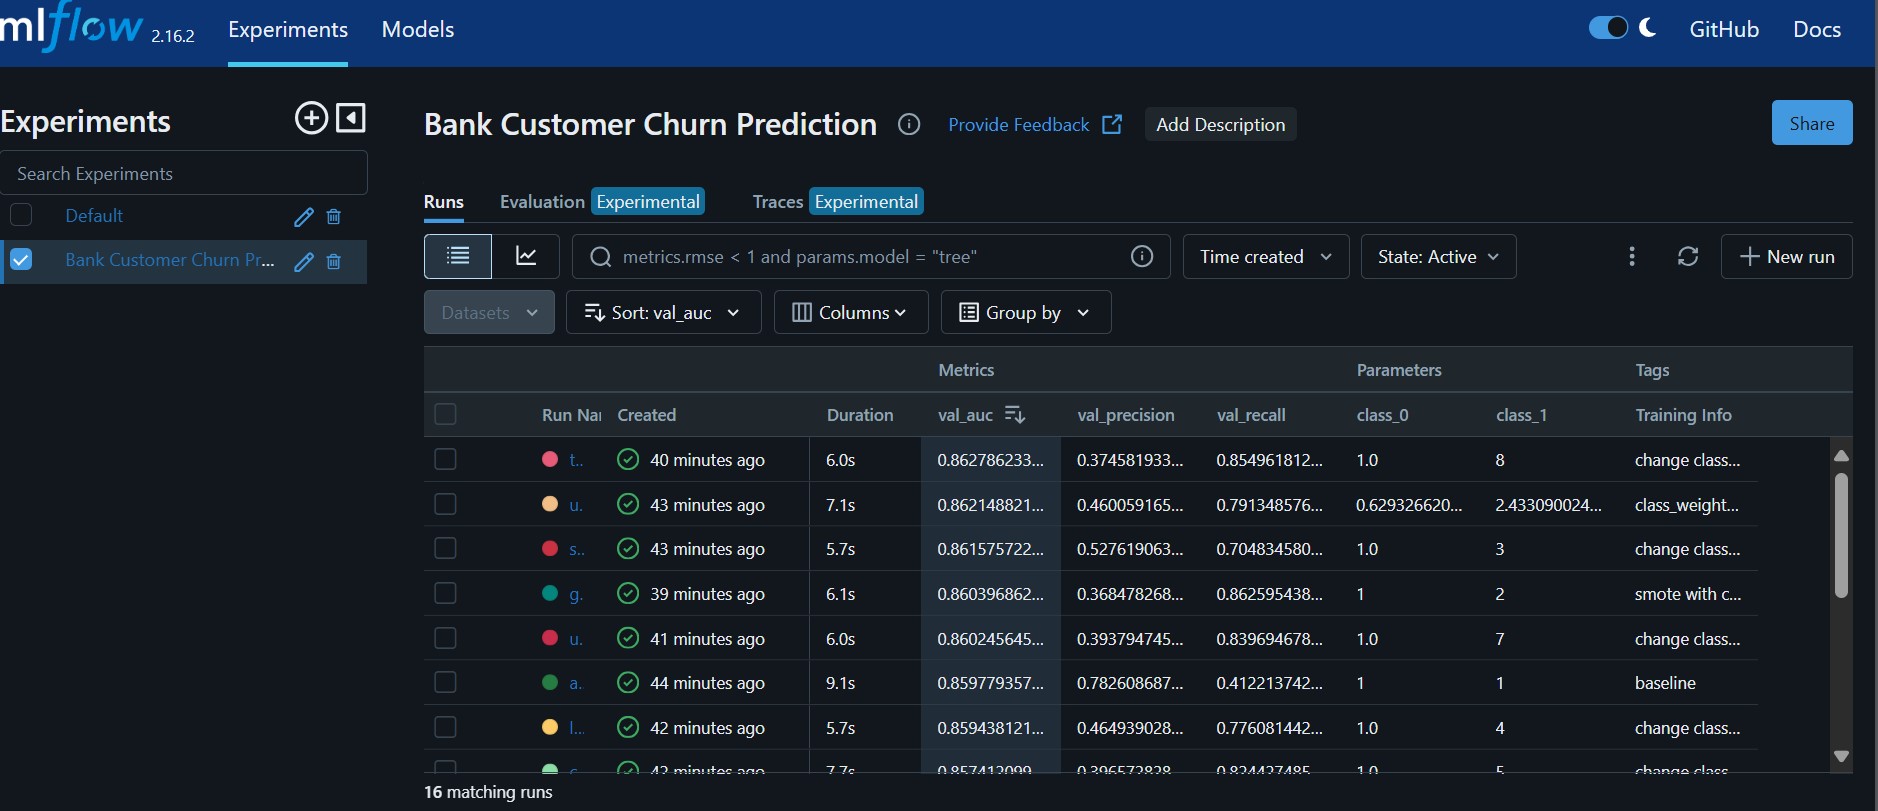 mlflow 2.16.2 Experiments Models GitHub Docs
Experiments
Search Experiments
Default
Bank Customer Churn Pr...
Bank Customer Churn Prediction Provide Feedback Add Description Share
Runs Evaluation Experimental Traces Experimental
metrics.rmse < 1 and params.model = "tree" Time created State: Active New run
Datasets Sort: val_auc Columns Group by
Metrics Parameters Tags
Run Nar Created Duration val_auc val_precision val_recall class_0 class_1 Training Info
t.. 40 minutes ago 6.0s 0.862786233... 0.374581933... 0.854961812... 1.0 8 change class...
u. 43 minutes ago 7.1s 0.862148821... 0.460059165... 0.791348576... 0.629326620... 2.433090024... class_weight...
s.. 43 minutes ago 5.7s 0.861575722... 0.527619063... 0.704834580... 1.0 3 change class...
g. 39 minutes ago 6.1s 0.860396862... 0.368478268... 0.862595438... 1 2 smote with c...
u. 41 minutes ago 6.0s 0.860245645... 0.393794745... 0.839694678... 1.0 7 change class...
a. 44 minutes ago 9.1s 0.859779357... 0.782608687... 0.412213742... 1 1 baseline
l... 42 minutes ago 5.7s 0.859438121... 0.464939028... 0.776081442... 1.0 4 change class...
42 minutes ago 7.7s 0.857412099... 0.396572828... 0.824427485... 1.0 5 change class...
16 matching runs